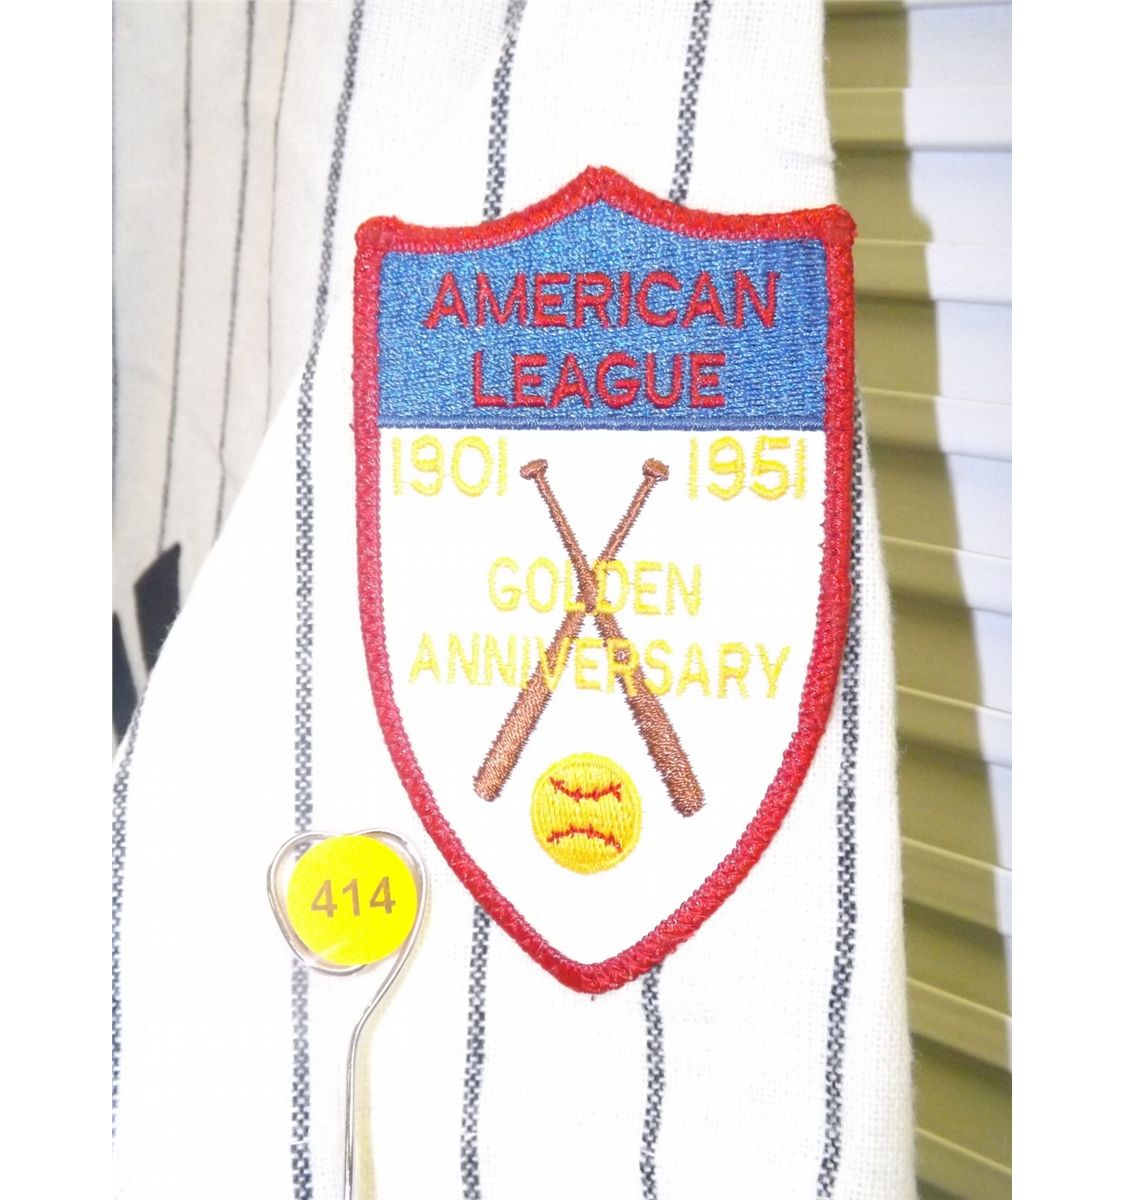 AMERICAN
LEAGUE
1901 1951
GOLDEN
ANNIVERSARY
414